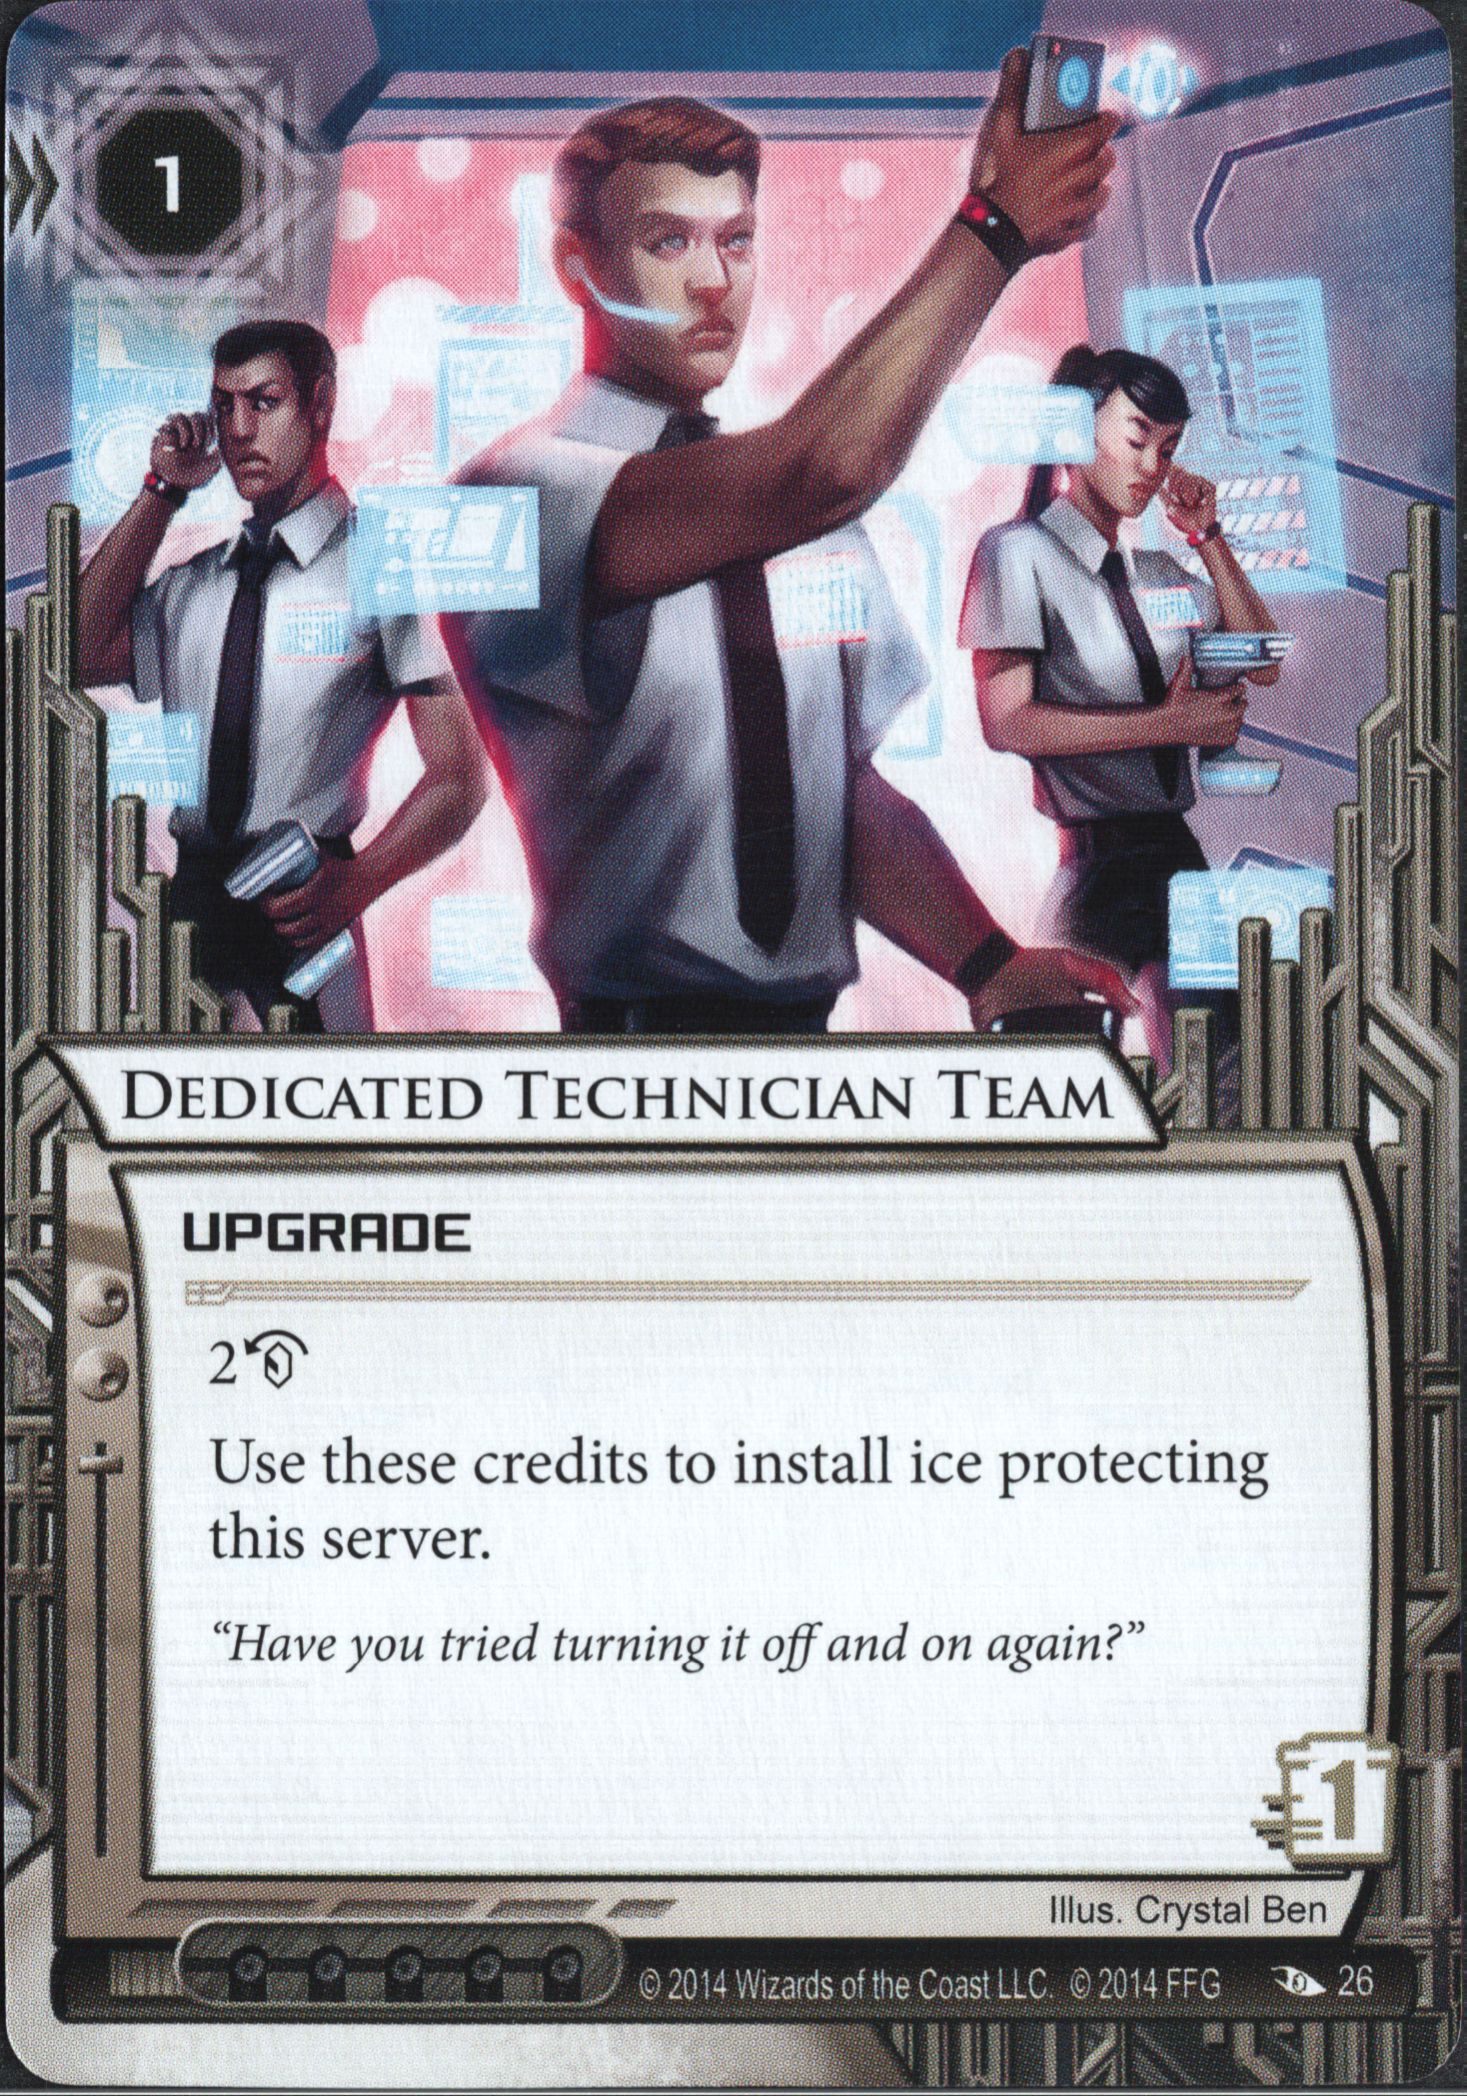 1
DEDICATED TECHNICIAN TEAM
UPGRADE
2
Use these credits to install ice protecting
this server.
“Have you tried turning it off and on again?”
1
Illus. Crystal Ben
© 2014 Wizards of the Coast LLC. © 2014 FFG 26